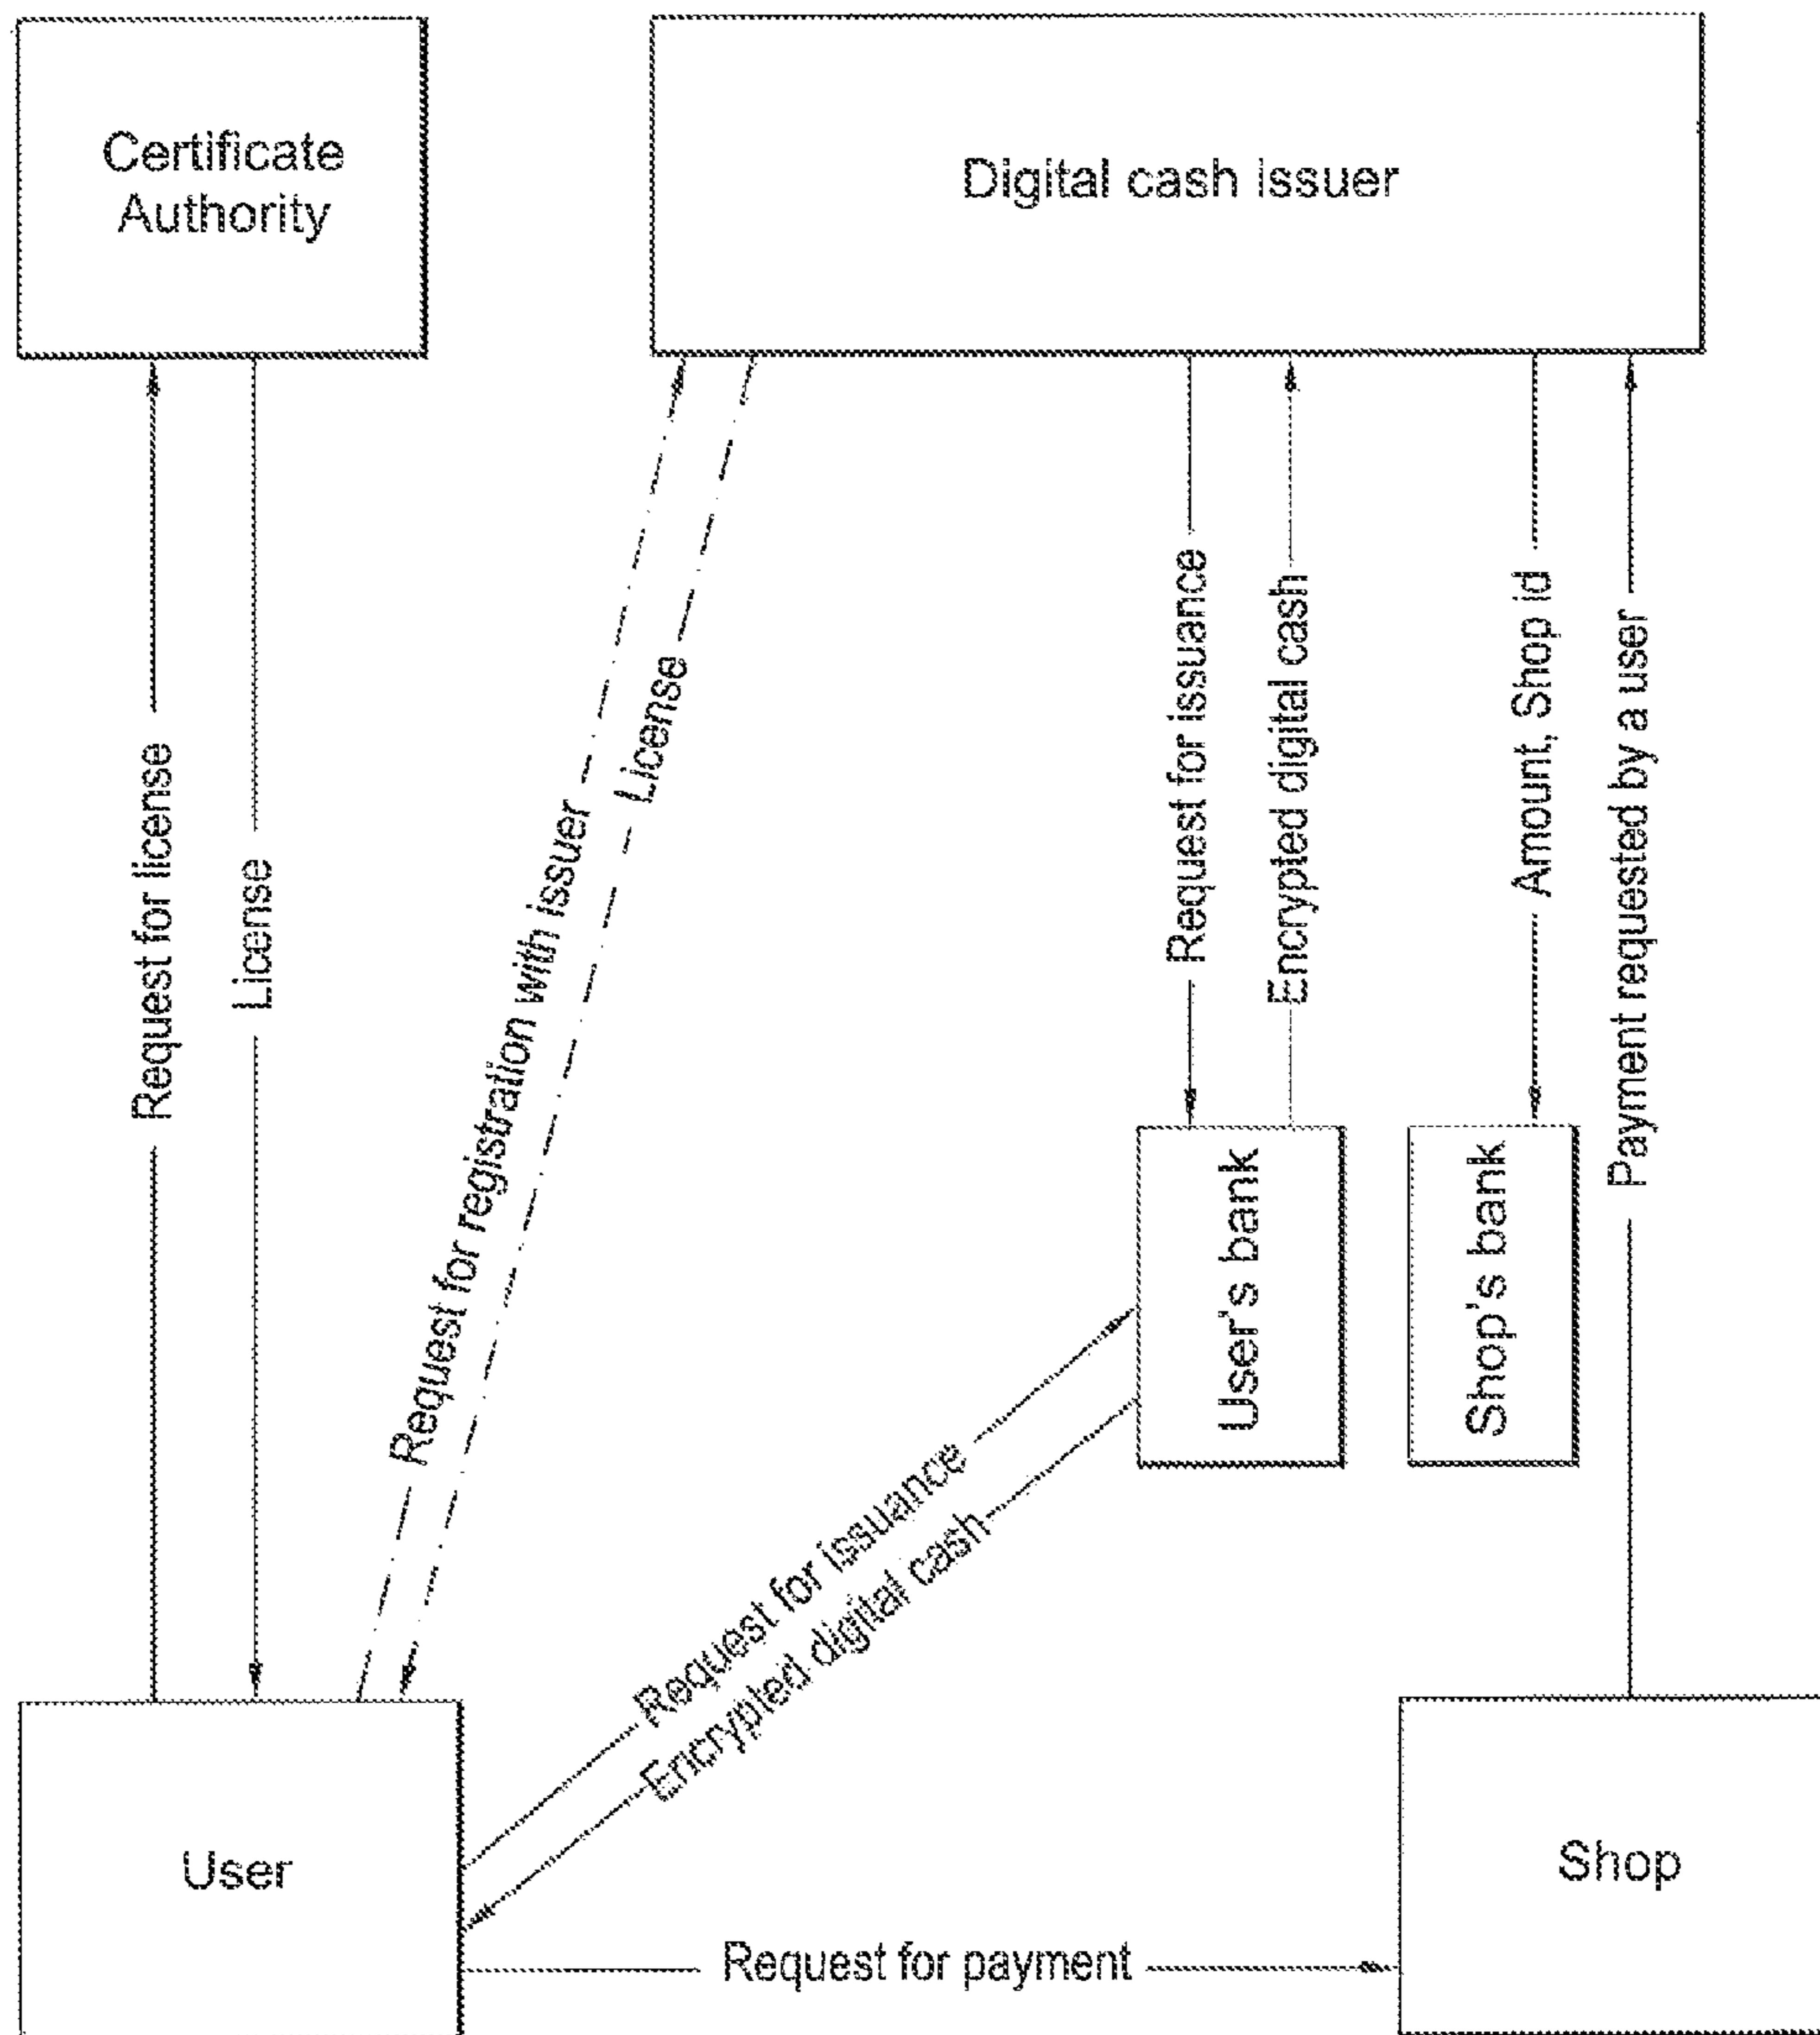 Certificate
Authority
Digital cash issuer
Request for license
License
Request for registration with issuer
License
Request for issuance
Encrypted digital cash
Amount, Shop id
Payment requested by a user
User's bank
Shop's bank
Request for issuance
Encrypted digital cash
User
Request for payment
Shop